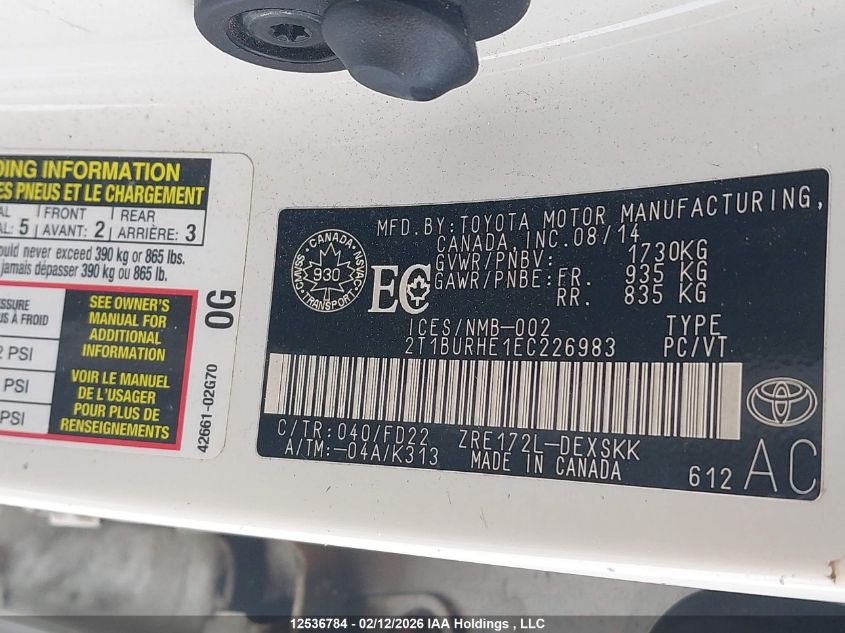 DING INFORMATION
ES PNEUS ET LE CHARGEMENT
AL FRONT REAR
AL: 5 AVANT: 2 ARRIÈRE: 3
ould never exceed 390 kg or 865 lbs.
jamais dépasser 390 kg ou 865 lb.
ESSURE
US À FROID
2 PSI
PSI
PSI
SEE OWNER'S
MANUAL FOR
ADDITIONAL
INFORMATION
VOIR LE MANUEL
DE L'USAGER
POUR PLUS DE
RENSEIGNEMENTS
0G
42661-02G70
MFD. BY: TOYOTA MOTOR MANUFACTURING,
CANADA, INC. 08/14
GVWR/PNBV: 1730KG
GAWR/PNBE: FR. 935 KG
RR. 835 KG
CANADA
CMVSS
NSVAC
930
TRANSPORT
EC
ICES/NMB-002 TYPE
2T1BURHE1EC226983 PC/VT
C/TR: 040/FD22 ZRE172L-DEXSKK
A/TM: -04A/K313 MADE IN CANADA
612 AC
12536784 - 02/12/2026 IAA Holdings , LLC